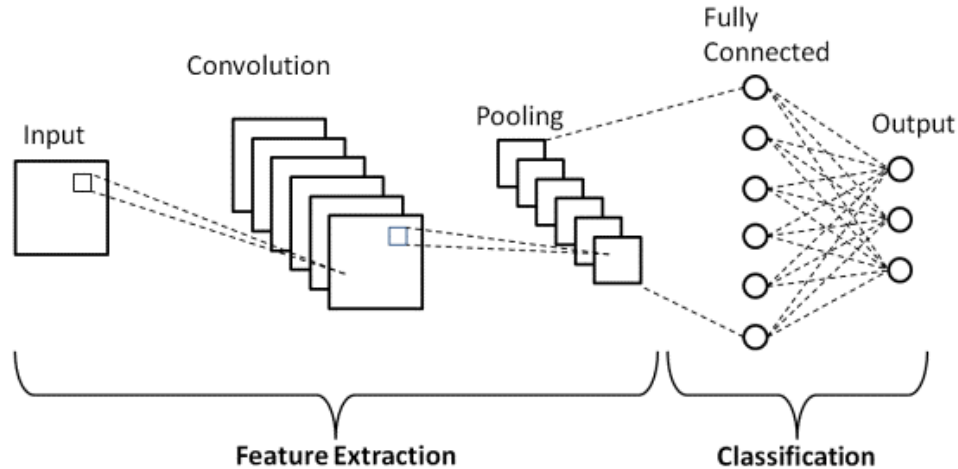 Input
Convolution
Pooling
Fully
Connected
Output
Feature Extraction
Classification